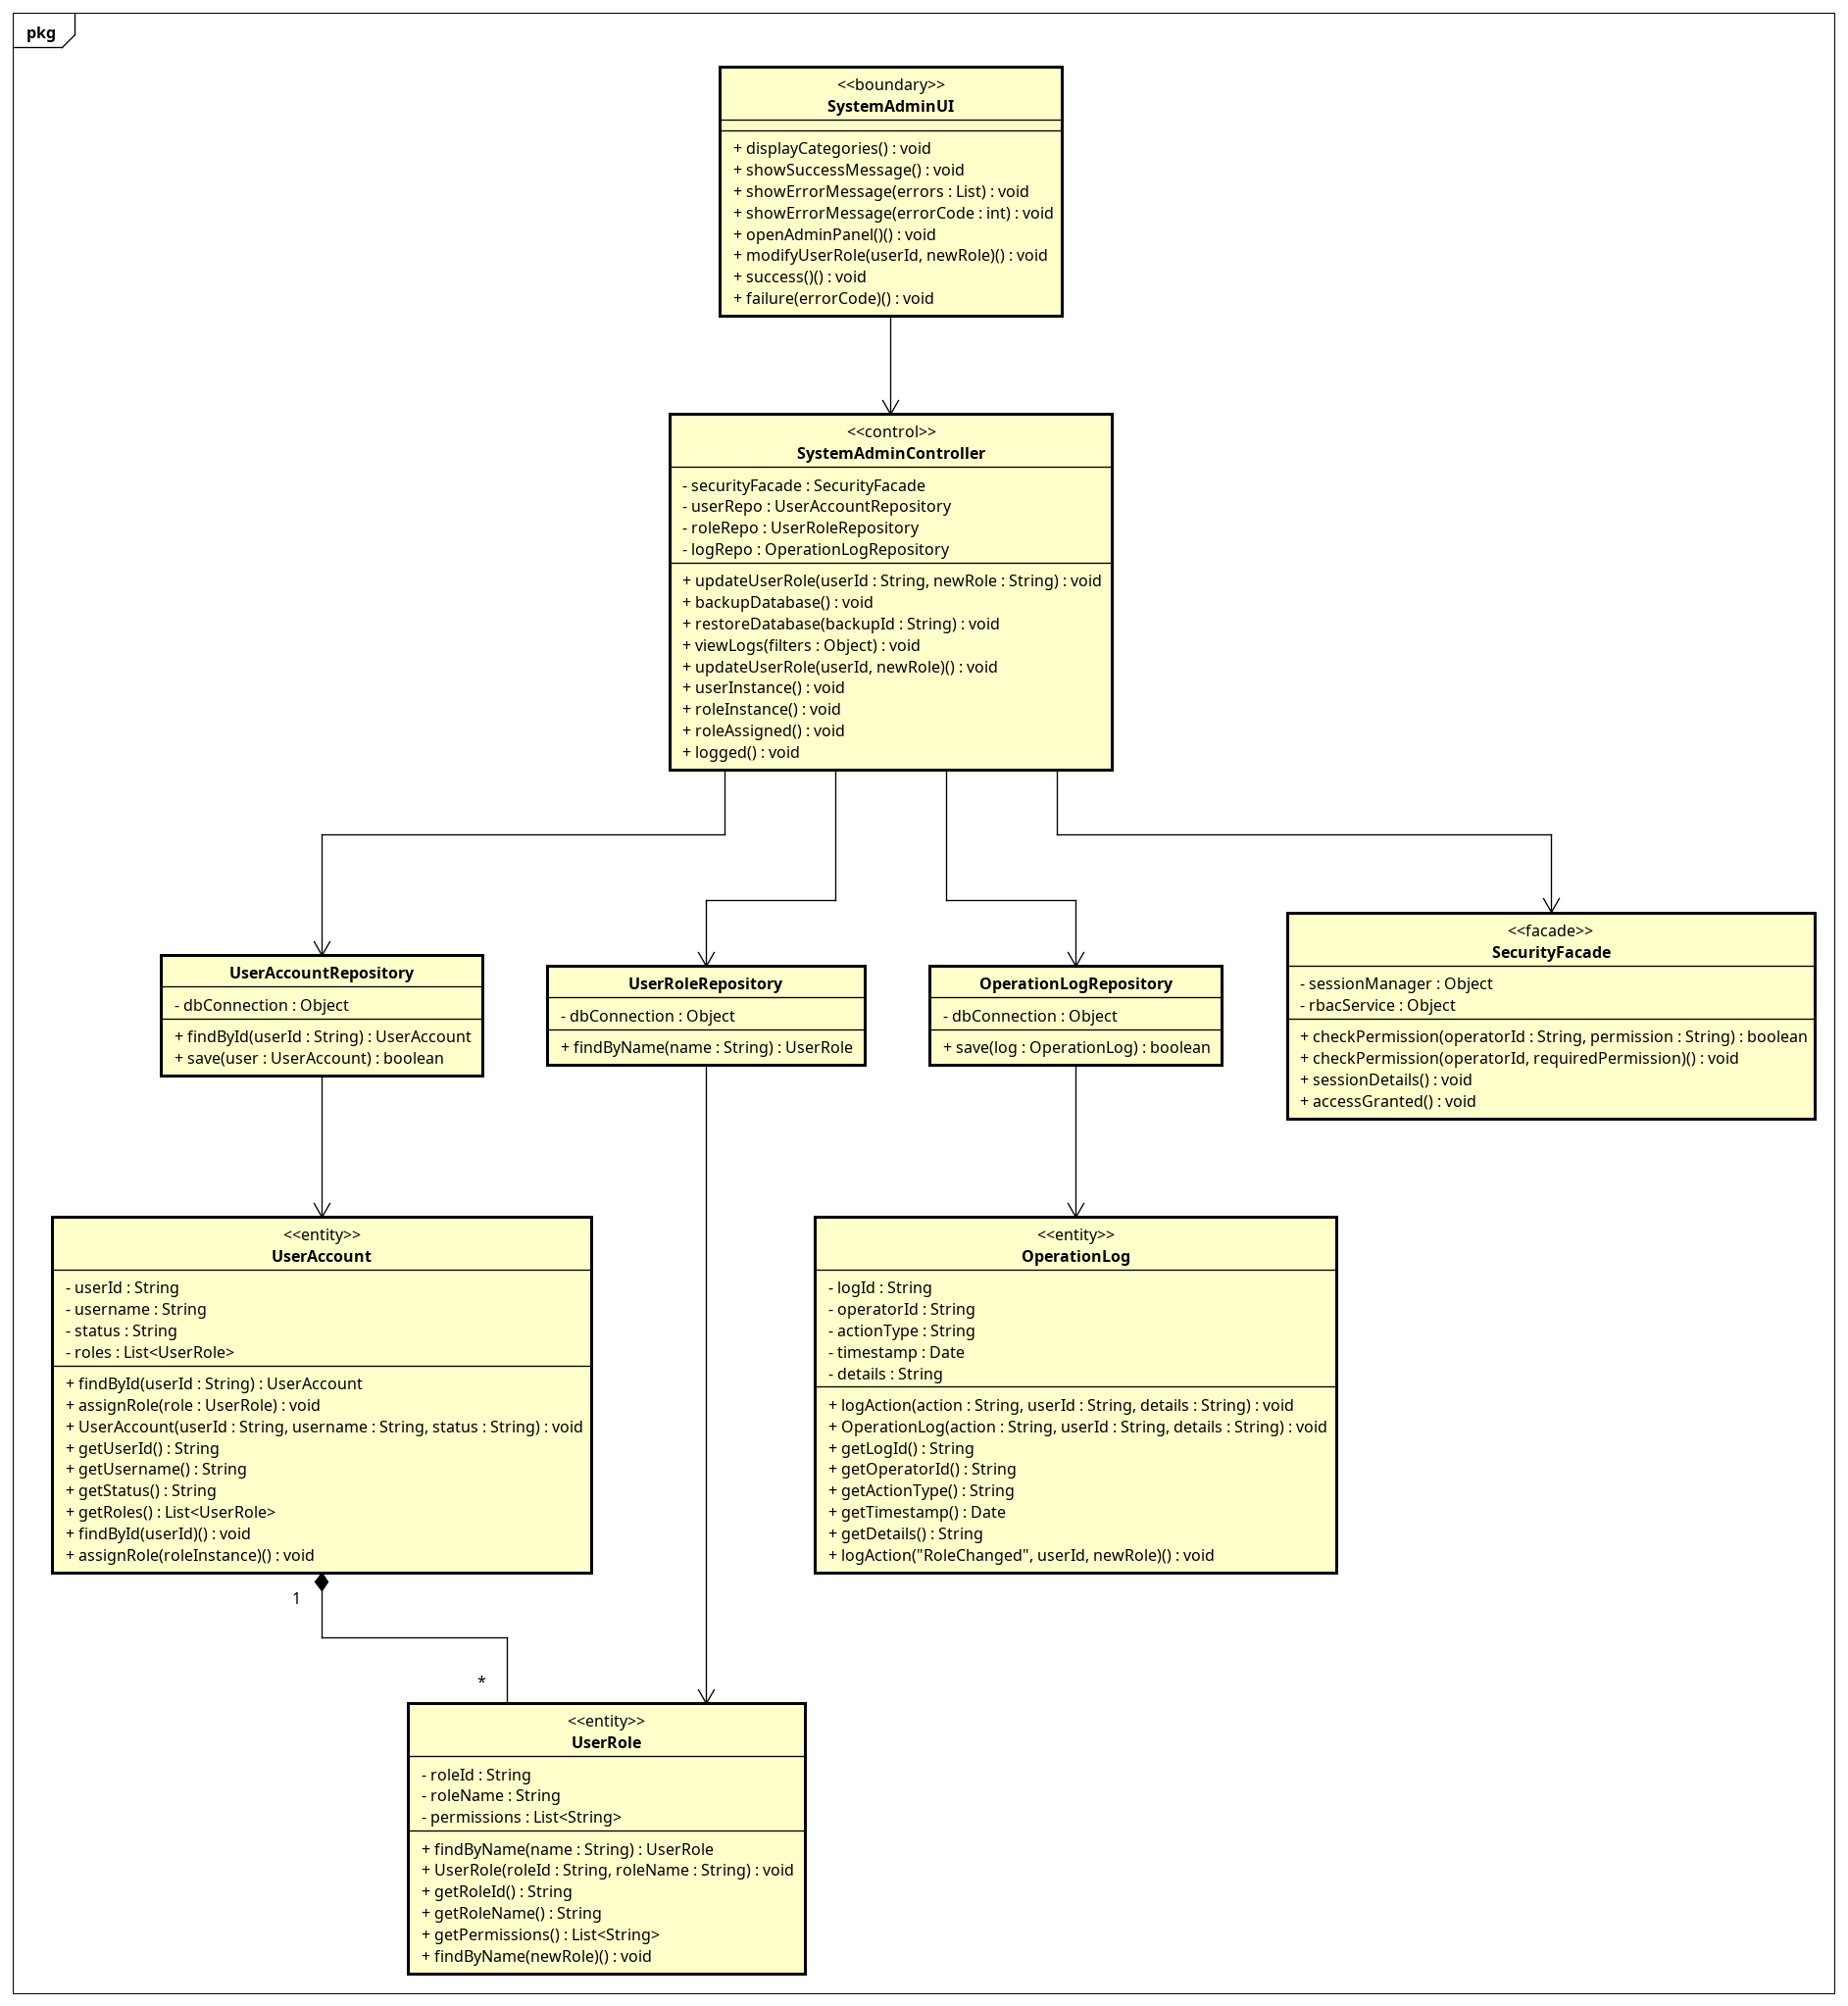 pkg
<<boundary>>
SystemAdminUI
+ displayCategories() : void
+ showSuccessMessage() : void
+ showErrorMessage(errors : List) : void
+ showErrorMessage(errorCode : int) : void
+ openAdminPanel()() : void
+ modifyUserRole(userId, newRole)() : void
+ success()() : void
+ failure(errorCode)() : void
<<control>>
SystemAdminController
- securityFacade : SecurityFacade
- userRepo : UserAccountRepository
- roleRepo : UserRoleRepository
- logRepo : OperationLogRepository
+ updateUserRole(userId : String, newRole : String) : void
+ backupDatabase() : void
+ restoreDatabase(backupId : String) : void
+ viewLogs(filters : Object) : void
+ updateUserRole(userId, newRole)() : void
+ userInstance() : void
+ roleInstance() : void
+ roleAssigned() : void
+ logged() : void
UserAccountRepository
- dbConnection : Object
+ findById(userId : String) : UserAccount
+ save(user : UserAccount) : boolean
UserRoleRepository
- dbConnection : Object
+ findByName(name : String) : UserRole
OperationLogRepository
- dbConnection : Object
+ save(log : OperationLog) : boolean
<<facade>>
SecurityFacade
- sessionManager : Object
- rbacService : Object
+ checkPermission(operatorId : String, permission : String) : boolean
+ checkPermission(operatorId, requiredPermission)() : void
+ sessionDetails() : void
+ accessGranted() : void
<<entity>>
UserAccount
- userId : String
- username : String
- status : String
- roles : List<UserRole>
+ findById(userId : String) : UserAccount
+ assignRole(role : UserRole) : void
+ UserAccount(userId : String, username : String, status : String) : void
+ getUserId() : String
+ getUsername() : String
+ getStatus() : String
+ getRoles() : List<UserRole>
+ findById(userId)() : void
+ assignRole(roleInstance)() : void
<<entity>>
OperationLog
- logId : String
- operatorId : String
- actionType : String
- timestamp : Date
- details : String
+ logAction(action : String, userId : String, details : String) : void
+ OperationLog(action : String, userId : String, details : String) : void
+ getLogId() : String
+ getOperatorId() : String
+ getActionType() : String
+ getTimestamp() : Date
+ getDetails() : String
+ logAction("RoleChanged", userId, newRole)() : void
1
*
<<entity>>
UserRole
- roleId : String
- roleName : String
- permissions : List<String>
+ findByName(name : String) : UserRole
+ UserRole(roleId : String, roleName : String) : void
+ getRoleId() : String
+ getRoleName() : String
+ getPermissions() : List<String>
+ findByName(newRole)() : void